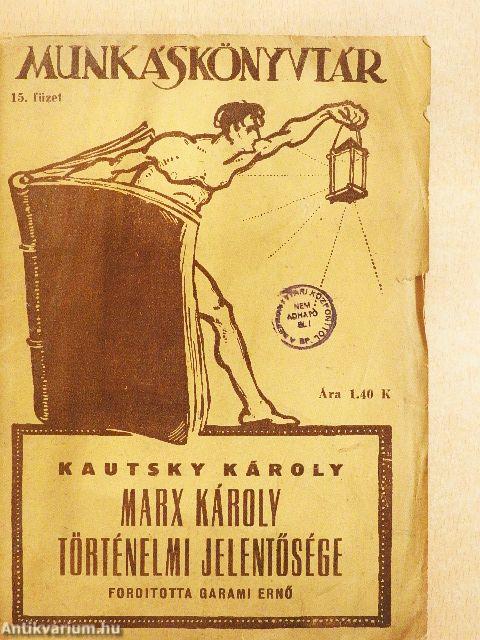 MUNKÁSKÖNYVTÁR
15. füzet
NEM
ADHATÓ
EL!
Ára 1.40 K
KAUTSKY KÁROLY
MARX KÁROLY
TÖRTÉNELMI JELENTŐSÉGE
FORDITOTTA GARAMI ERNŐ
Antikvarium.hu